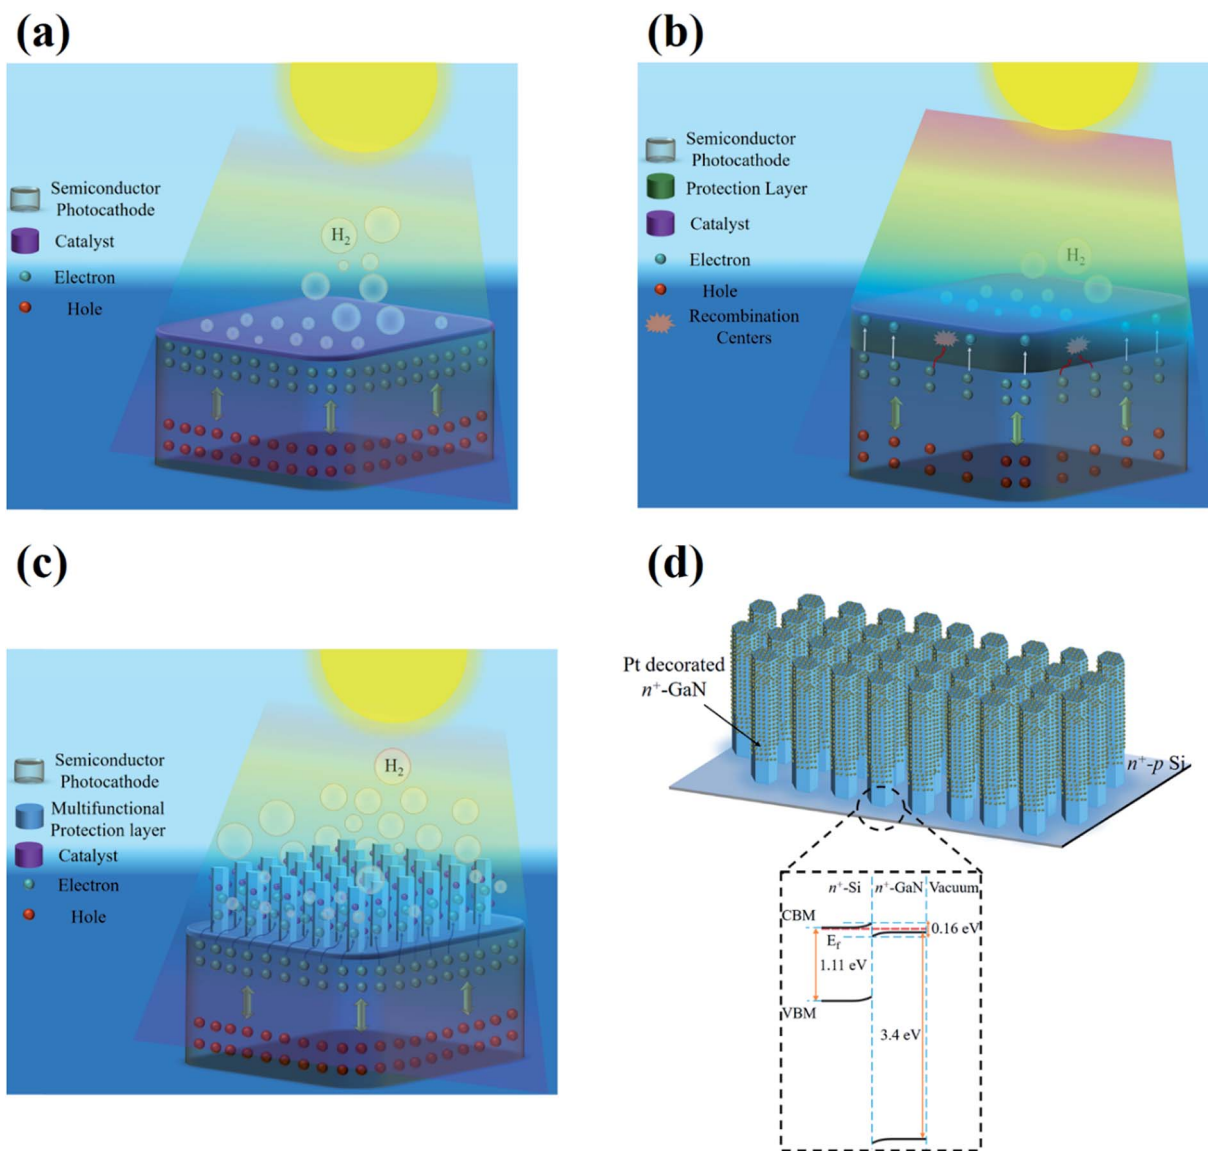 (a)
Semiconductor
Photocathode
Catalyst
Electron
Hole
H2
(b)
Semiconductor
Photocathode
Protection Layer
Catalyst
Electron
Hole
Recombination
Centers
H2
(c)
Semiconductor
Photocathode
Multifunctional
Protection layer
Catalyst
Electron
Hole
H2
(d)
Pt decorated
n+-GaN
n+-p Si
n+-Si n+-GaN Vacuum
CBM
0.16 eV
Ef
1.11 eV
VBM
3.4 eV